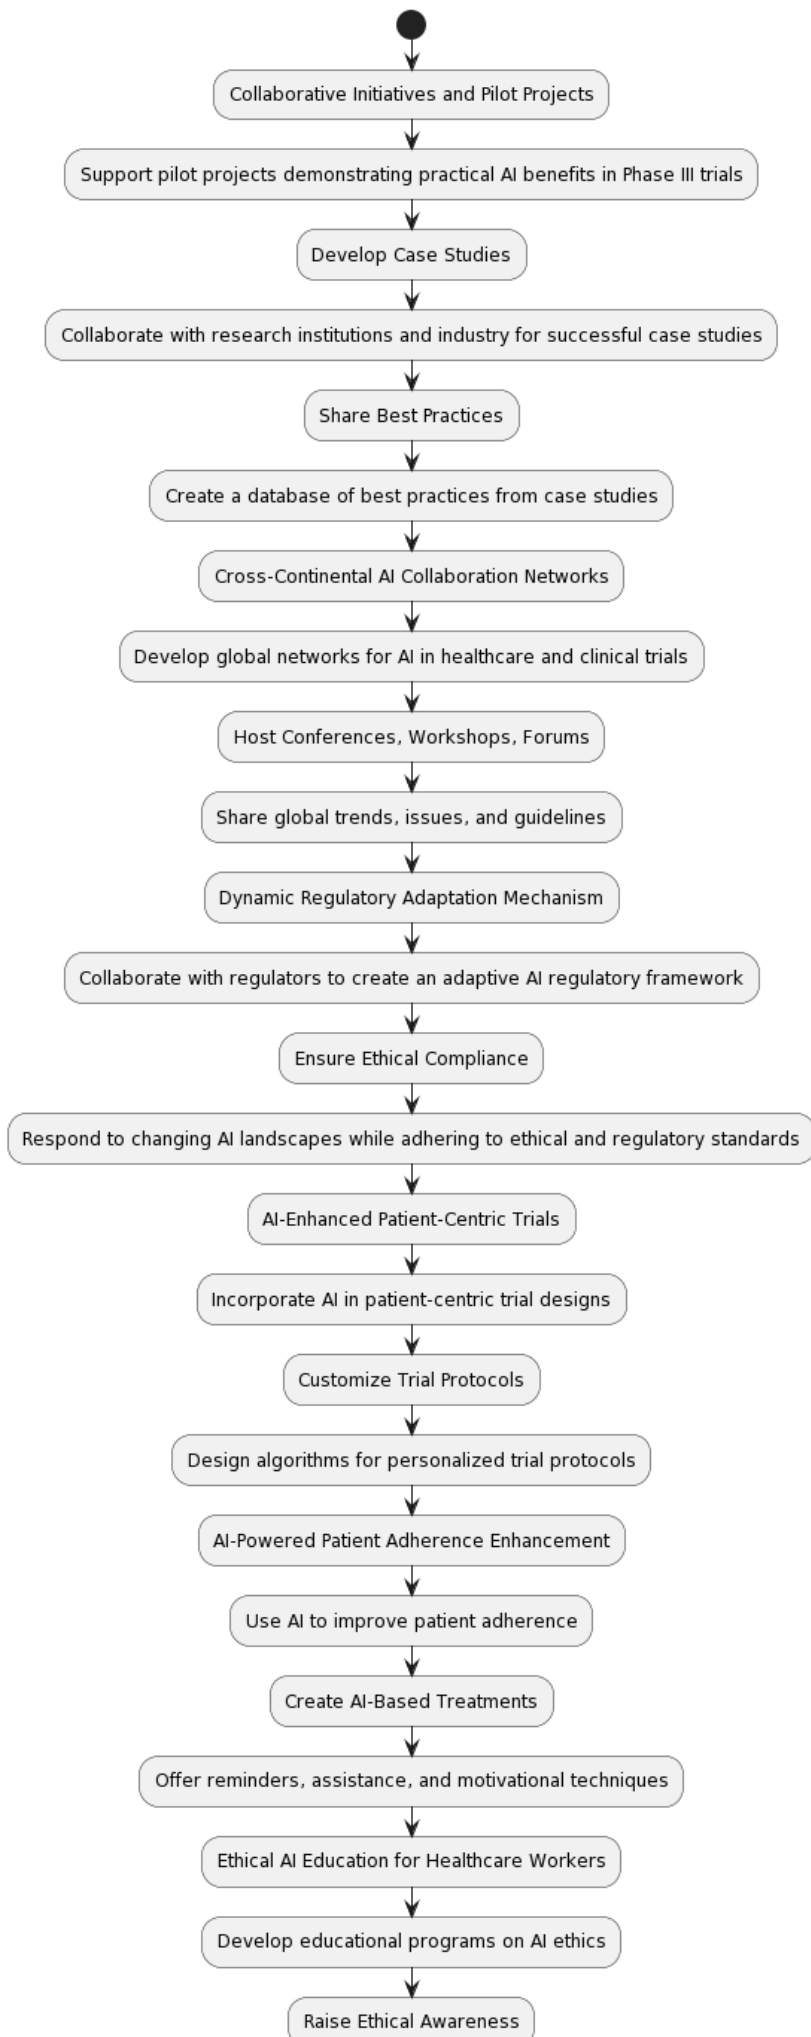 Collaborative Initiatives and Pilot Projects
Support pilot projects demonstrating practical AI benefits in Phase III trials
Develop Case Studies
Collaborate with research institutions and industry for successful case studies
Share Best Practices
Create a database of best practices from case studies
Cross-Continental AI Collaboration Networks
Develop global networks for AI in healthcare and clinical trials
Host Conferences, Workshops, Forums
Share global trends, issues, and guidelines
Dynamic Regulatory Adaptation Mechanism
Collaborate with regulators to create an adaptive AI regulatory framework
Ensure Ethical Compliance
Respond to changing AI landscapes while adhering to ethical and regulatory standards
AI-Enhanced Patient-Centric Trials
Incorporate AI in patient-centric trial designs
Customize Trial Protocols
Design algorithms for personalized trial protocols
AI-Powered Patient Adherence Enhancement
Use AI to improve patient adherence
Create AI-Based Treatments
Offer reminders, assistance, and motivational techniques
Ethical AI Education for Healthcare Workers
Develop educational programs on AI ethics
Raise Ethical Awareness